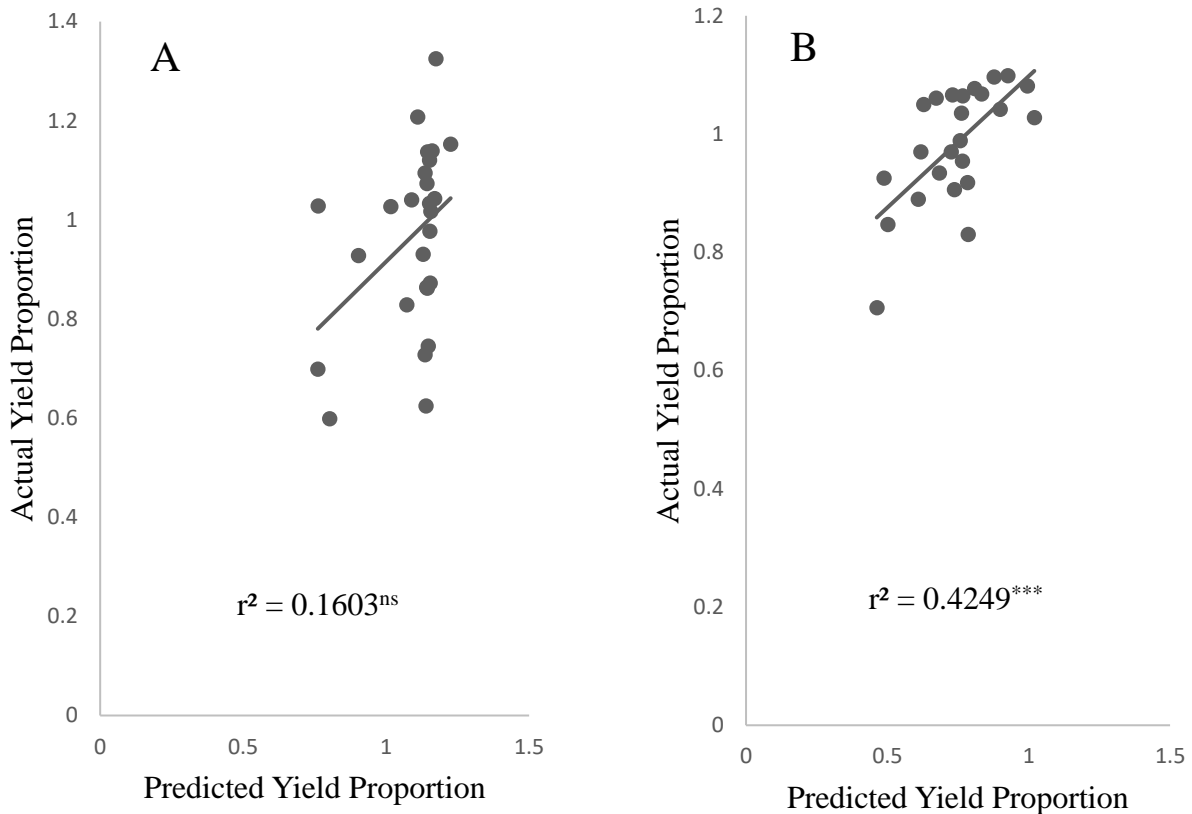 A
1.4
1.2
1
0.8
0.6
0.4
0.2
0
0
0.5
1
1.5
Actual Yield Proportion
Predicted Yield Proportion
r² = 0.1603ns
B
1.2
1
0.8
0.6
0.4
0.2
0
0
0.5
1
1.5
Actual Yield Proportion
Predicted Yield Proportion
r² = 0.4249***